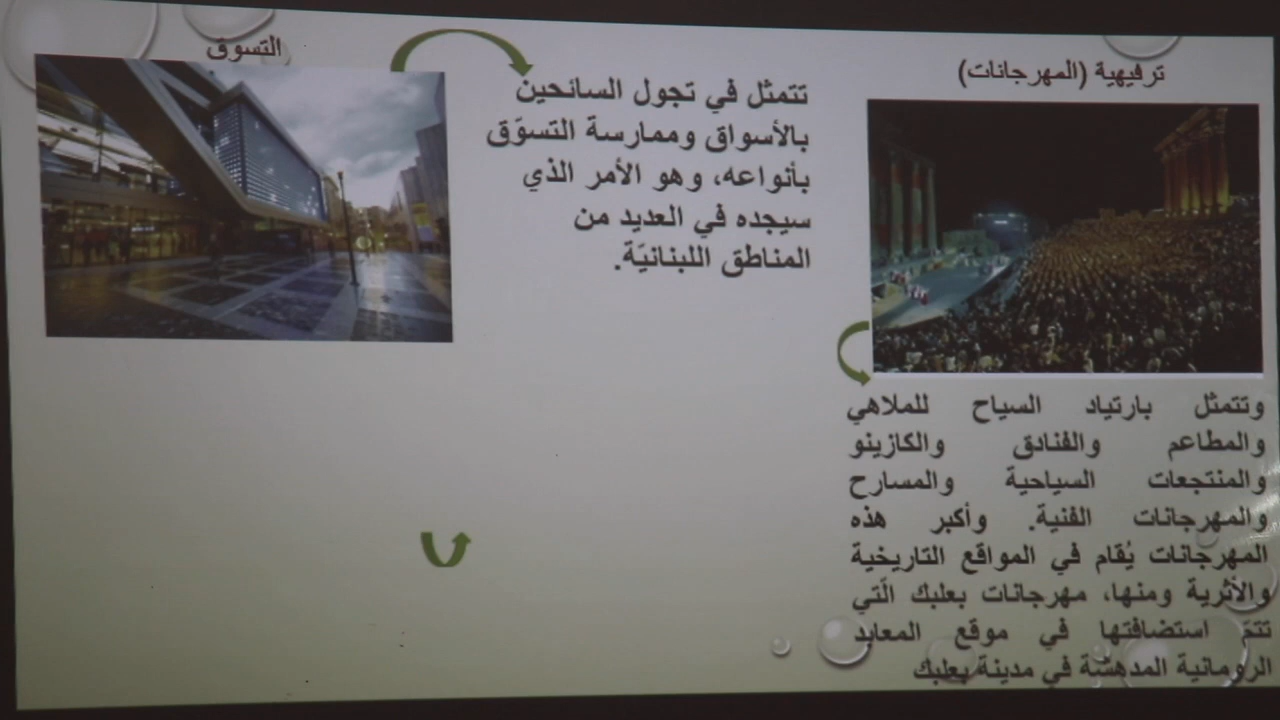 ترفيهية (المهرجانات)
وتتمثل بارتياد السياح للملاهي
والمطاعم والفنادق والكازينو
والمنتجعات السياحية والمسارح
والمهرجانات الفنية. وأكبر هذه
المهرجانات يُقام في المواقع التاريخية
والأثرية ومنها، مهرجانات بعلبك الّتي
تتمّ استضافتها في موقع المعابد
الرومانية المدهشة في مدينة بعلبك
التسوق
تتمثل في تجول السائحين
بالأسواق وممارسة التسوّق
بأنواعه، وهو الأمر الذي
سيجده في العديد من
المناطق اللبنانيّة.